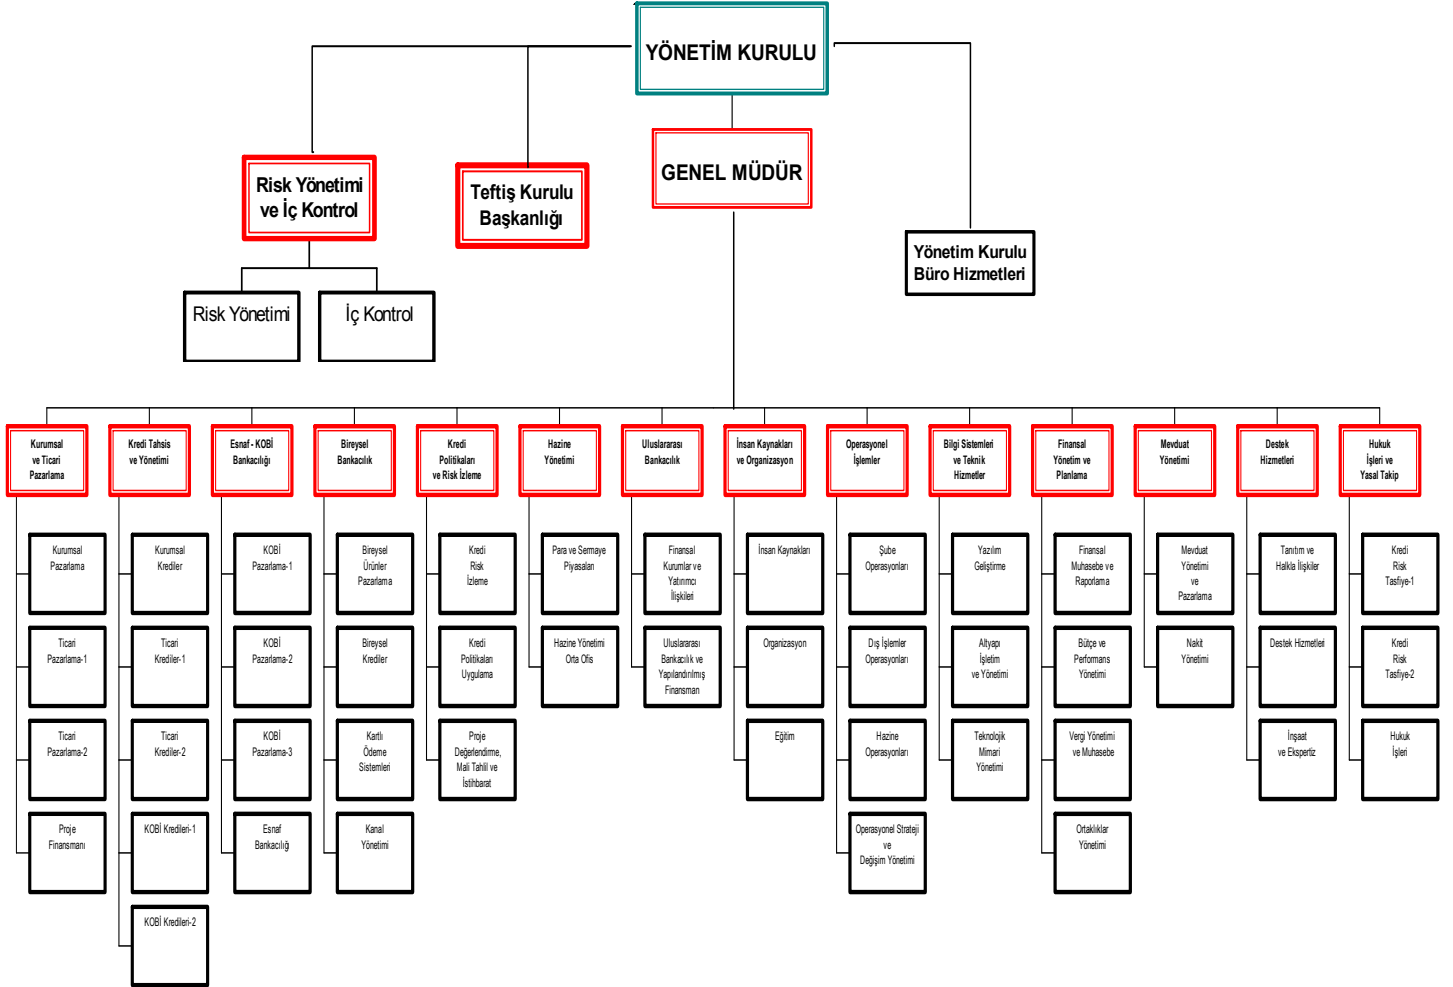 YÖNETİM KURULU
GENEL MÜDÜR
Risk Yönetimi
ve İç Kontrol
Teftiş Kurulu
Başkanlığı
Yönetim Kurulu
Büro Hizmetleri
Risk Yönetimi
İç Kontrol
Kurumsal
ve Ticari
Pazarlama
Kredi Tahsis
ve Yönetimi
Esnaf - KOBİ
Bankacılığı
Bireysel
Bankacılık
Kredi
Politikaları
ve Risk İzleme
Hazine
Yönetimi
Uluslararası
Bankacılık
İnsan Kaynakları
ve Organizasyon
Operasyonel
İşlemler
Bilgi Sistemleri
ve Teknik
Hizmetler
Finansal
Yönetim ve
Planlama
Mevduat
Yönetimi
Destek
Hizmetleri
Hukuk
İşleri ve
Yasal Takip
Kurumsal
Pazarlama
Kurumsal
Krediler
KOBİ
Pazarlama-1
Bireysel
Ürünler
Pazarlama
Kredi
Risk
İzleme
Para ve Sermaye
Piyasaları
Finansal
Kurumlar ve
Yatırımcı
İlişkileri
İnsan Kaynakları
Şube
Operasyonları
Yazılım
Geliştirme
Finansal
Muhasebe ve
Raporlama
Mevduat
Yönetimi
ve
Pazarlama
Tanıtım ve
Halkla İlişkiler
Kredi
Risk
Tasfiye-1
Ticari
Pazarlama-1
Ticari
Krediler-1
KOBİ
Pazarlama-2
Bireysel
Krediler
Kredi
Politikaları
Uygulama
Hazine Yönetimi
Orta Ofis
Uluslararası
Bankacılık ve
Yapılandırılmış
Finansman
Organizasyon
Dış İşlemler
Operasyonları
Altyapı
İşletim
ve Yönetimi
Bütçe ve
Performans
Yönetimi
Nakit
Yönetimi
Destek Hizmetleri
Kredi
Risk
Tasfiye-2
Ticari
Pazarlama-2
Ticari
Krediler-2
KOBİ
Pazarlama-3
Kartlı
Ödeme
Sistemleri
Proje
Değerlendirme,
Mali Tahlil ve
İstihbarat
Eğitim
Hazine
Operasyonları
Teknolojik
Mimari
Yönetimi
Vergi Yönetimi
ve Muhasebe
İnşaat
ve Ekspertiz
Hukuk
İşleri
Proje
Finansmanı
KOBİ Kredileri-1
Esnaf
Bankacılığı
Kanal
Yönetimi
Operasyonel Strateji
ve
Değişim Yönetimi
Ortaklıklar
Yönetimi
KOBİ Kredileri-2